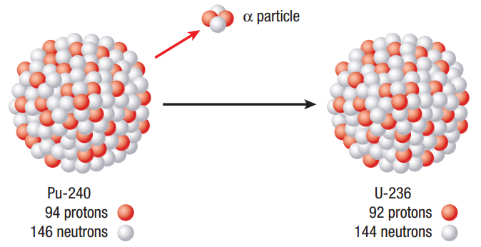 α particle
Pu-240
94 protons
146 neutrons
U-236
92 protons
144 neutrons